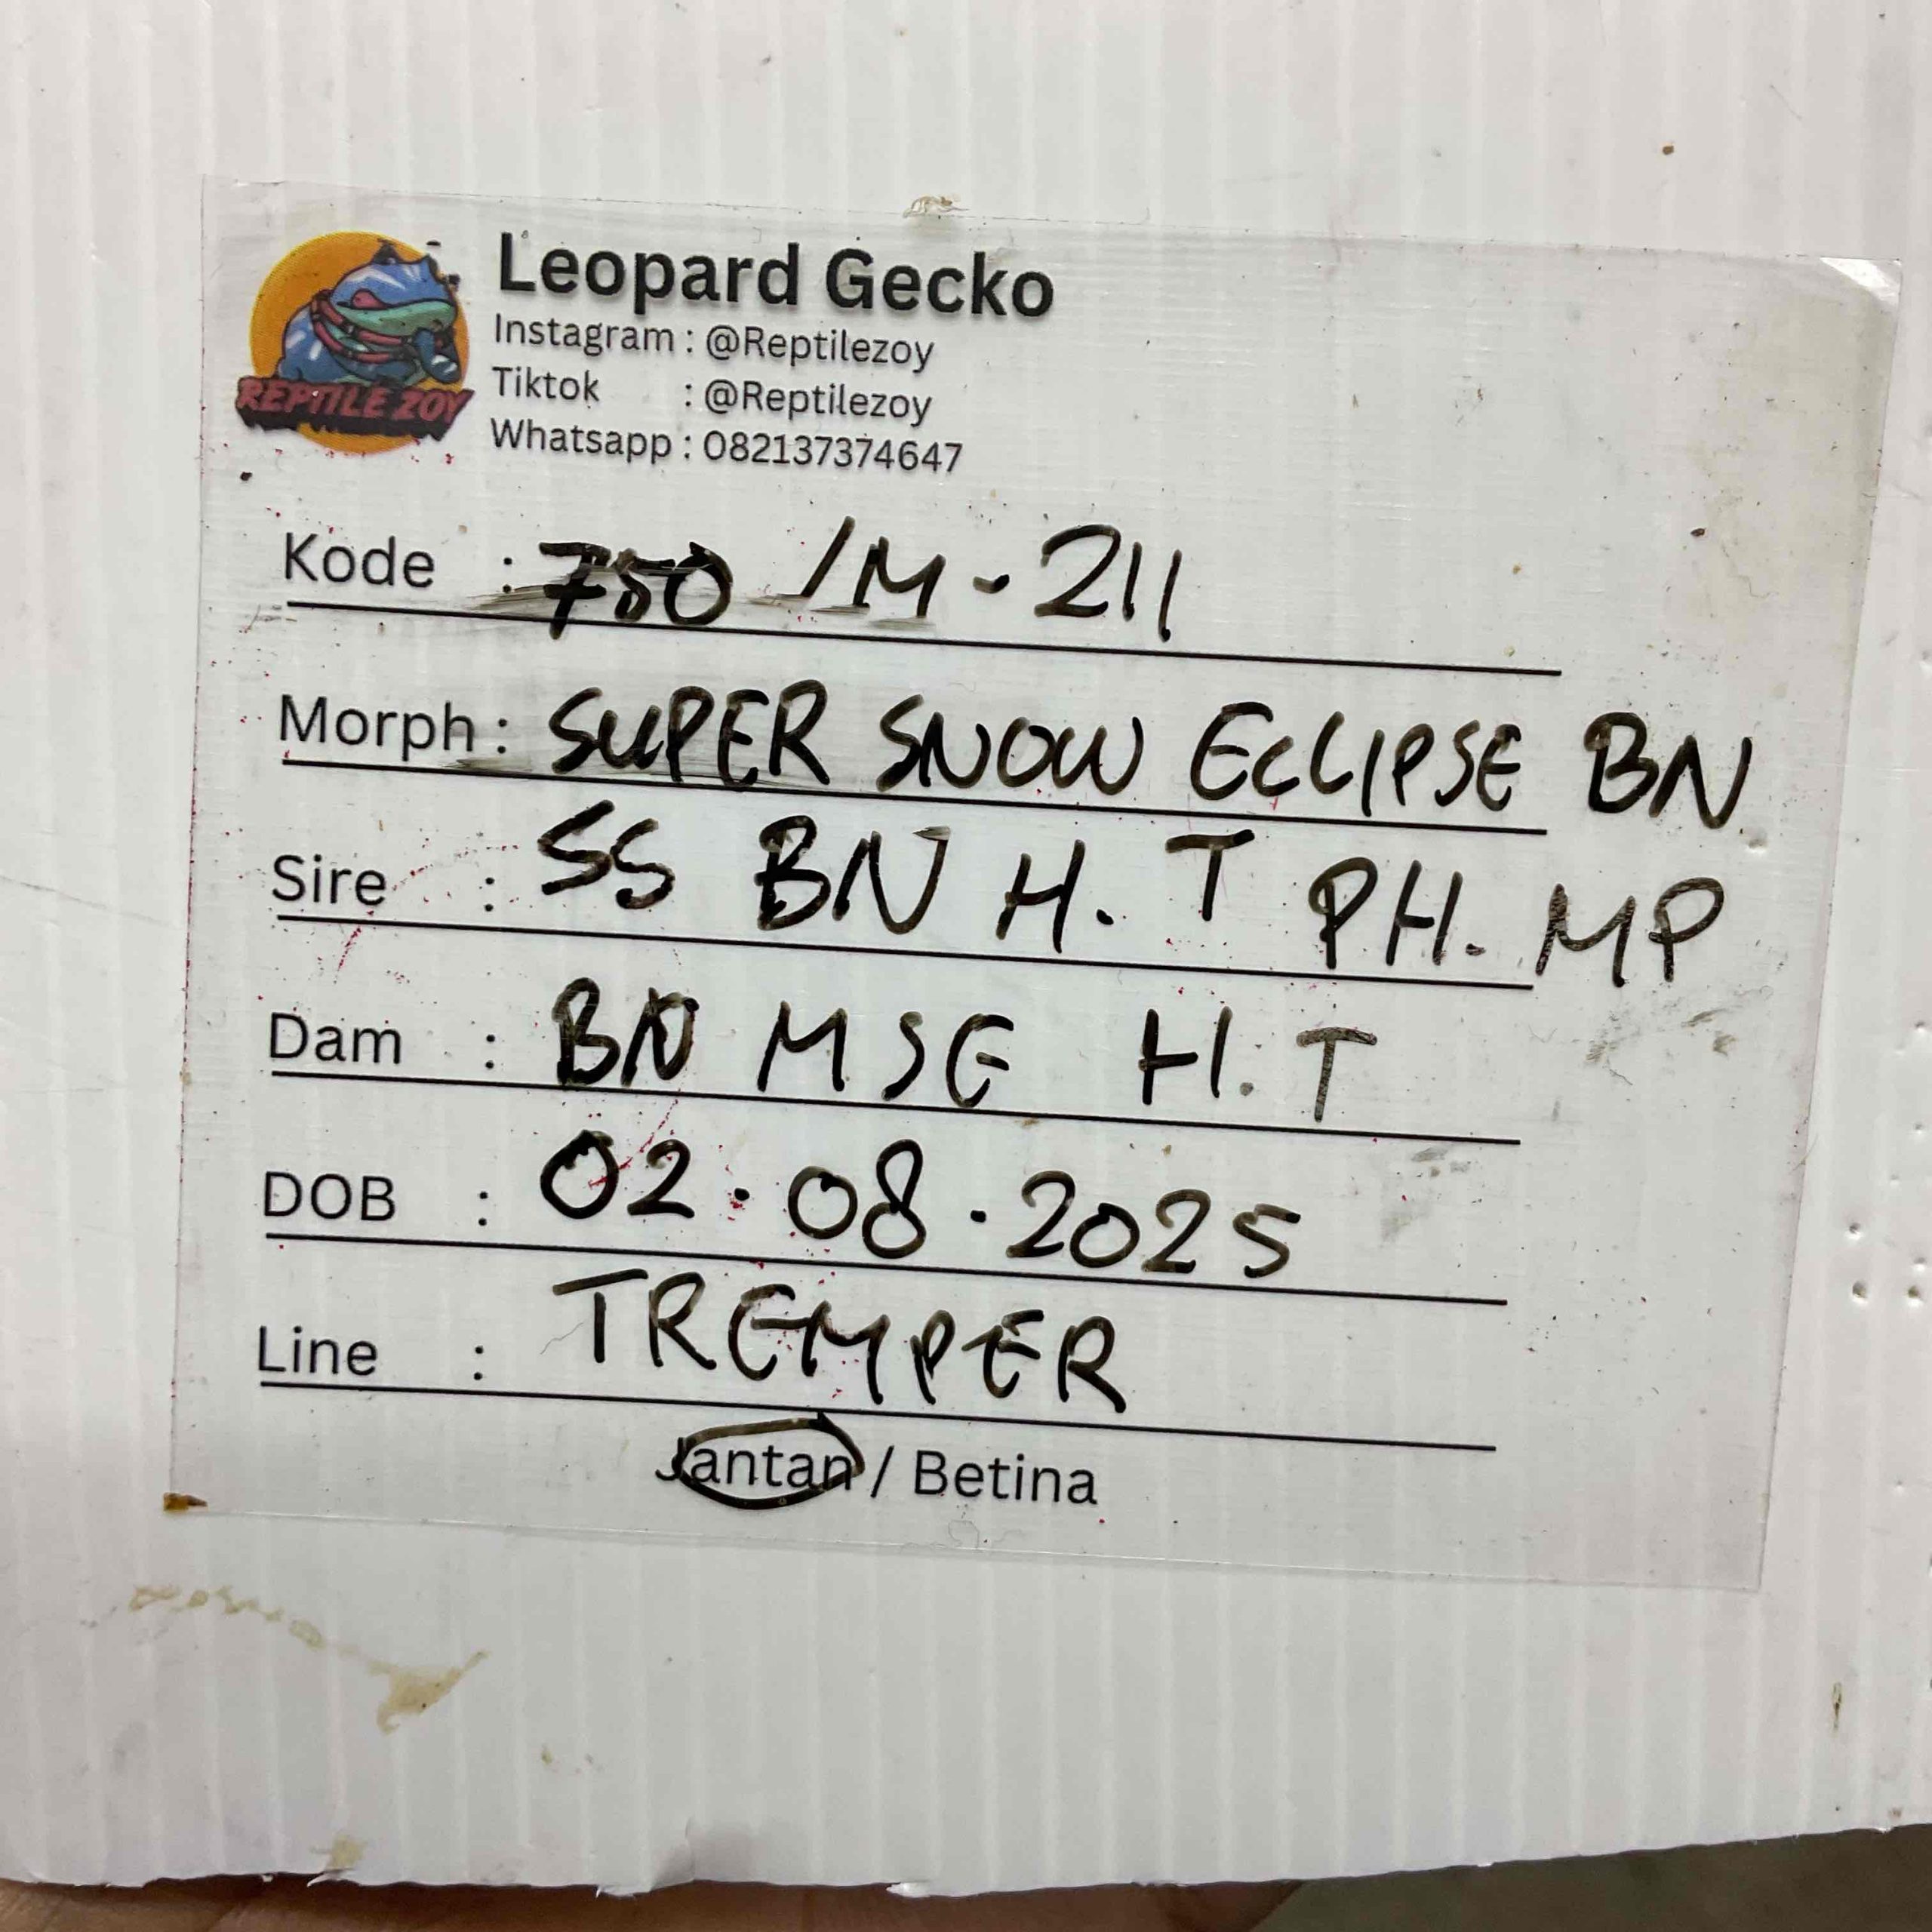 REPTILE ZOY
Leopard Gecko
Instagram : @Reptilezoy
Tiktok : @Reptilezoy
Whatsapp : 082137374647
Kode : 750 /M - 211
Morph : SUPER SNOW ECLIPSE BN
Sire : SS BN H. T PH. MP
Dam : BN MSE H. T
DOB : 02 . 08 . 2025
Line : TREMPER
Jantan / Betina